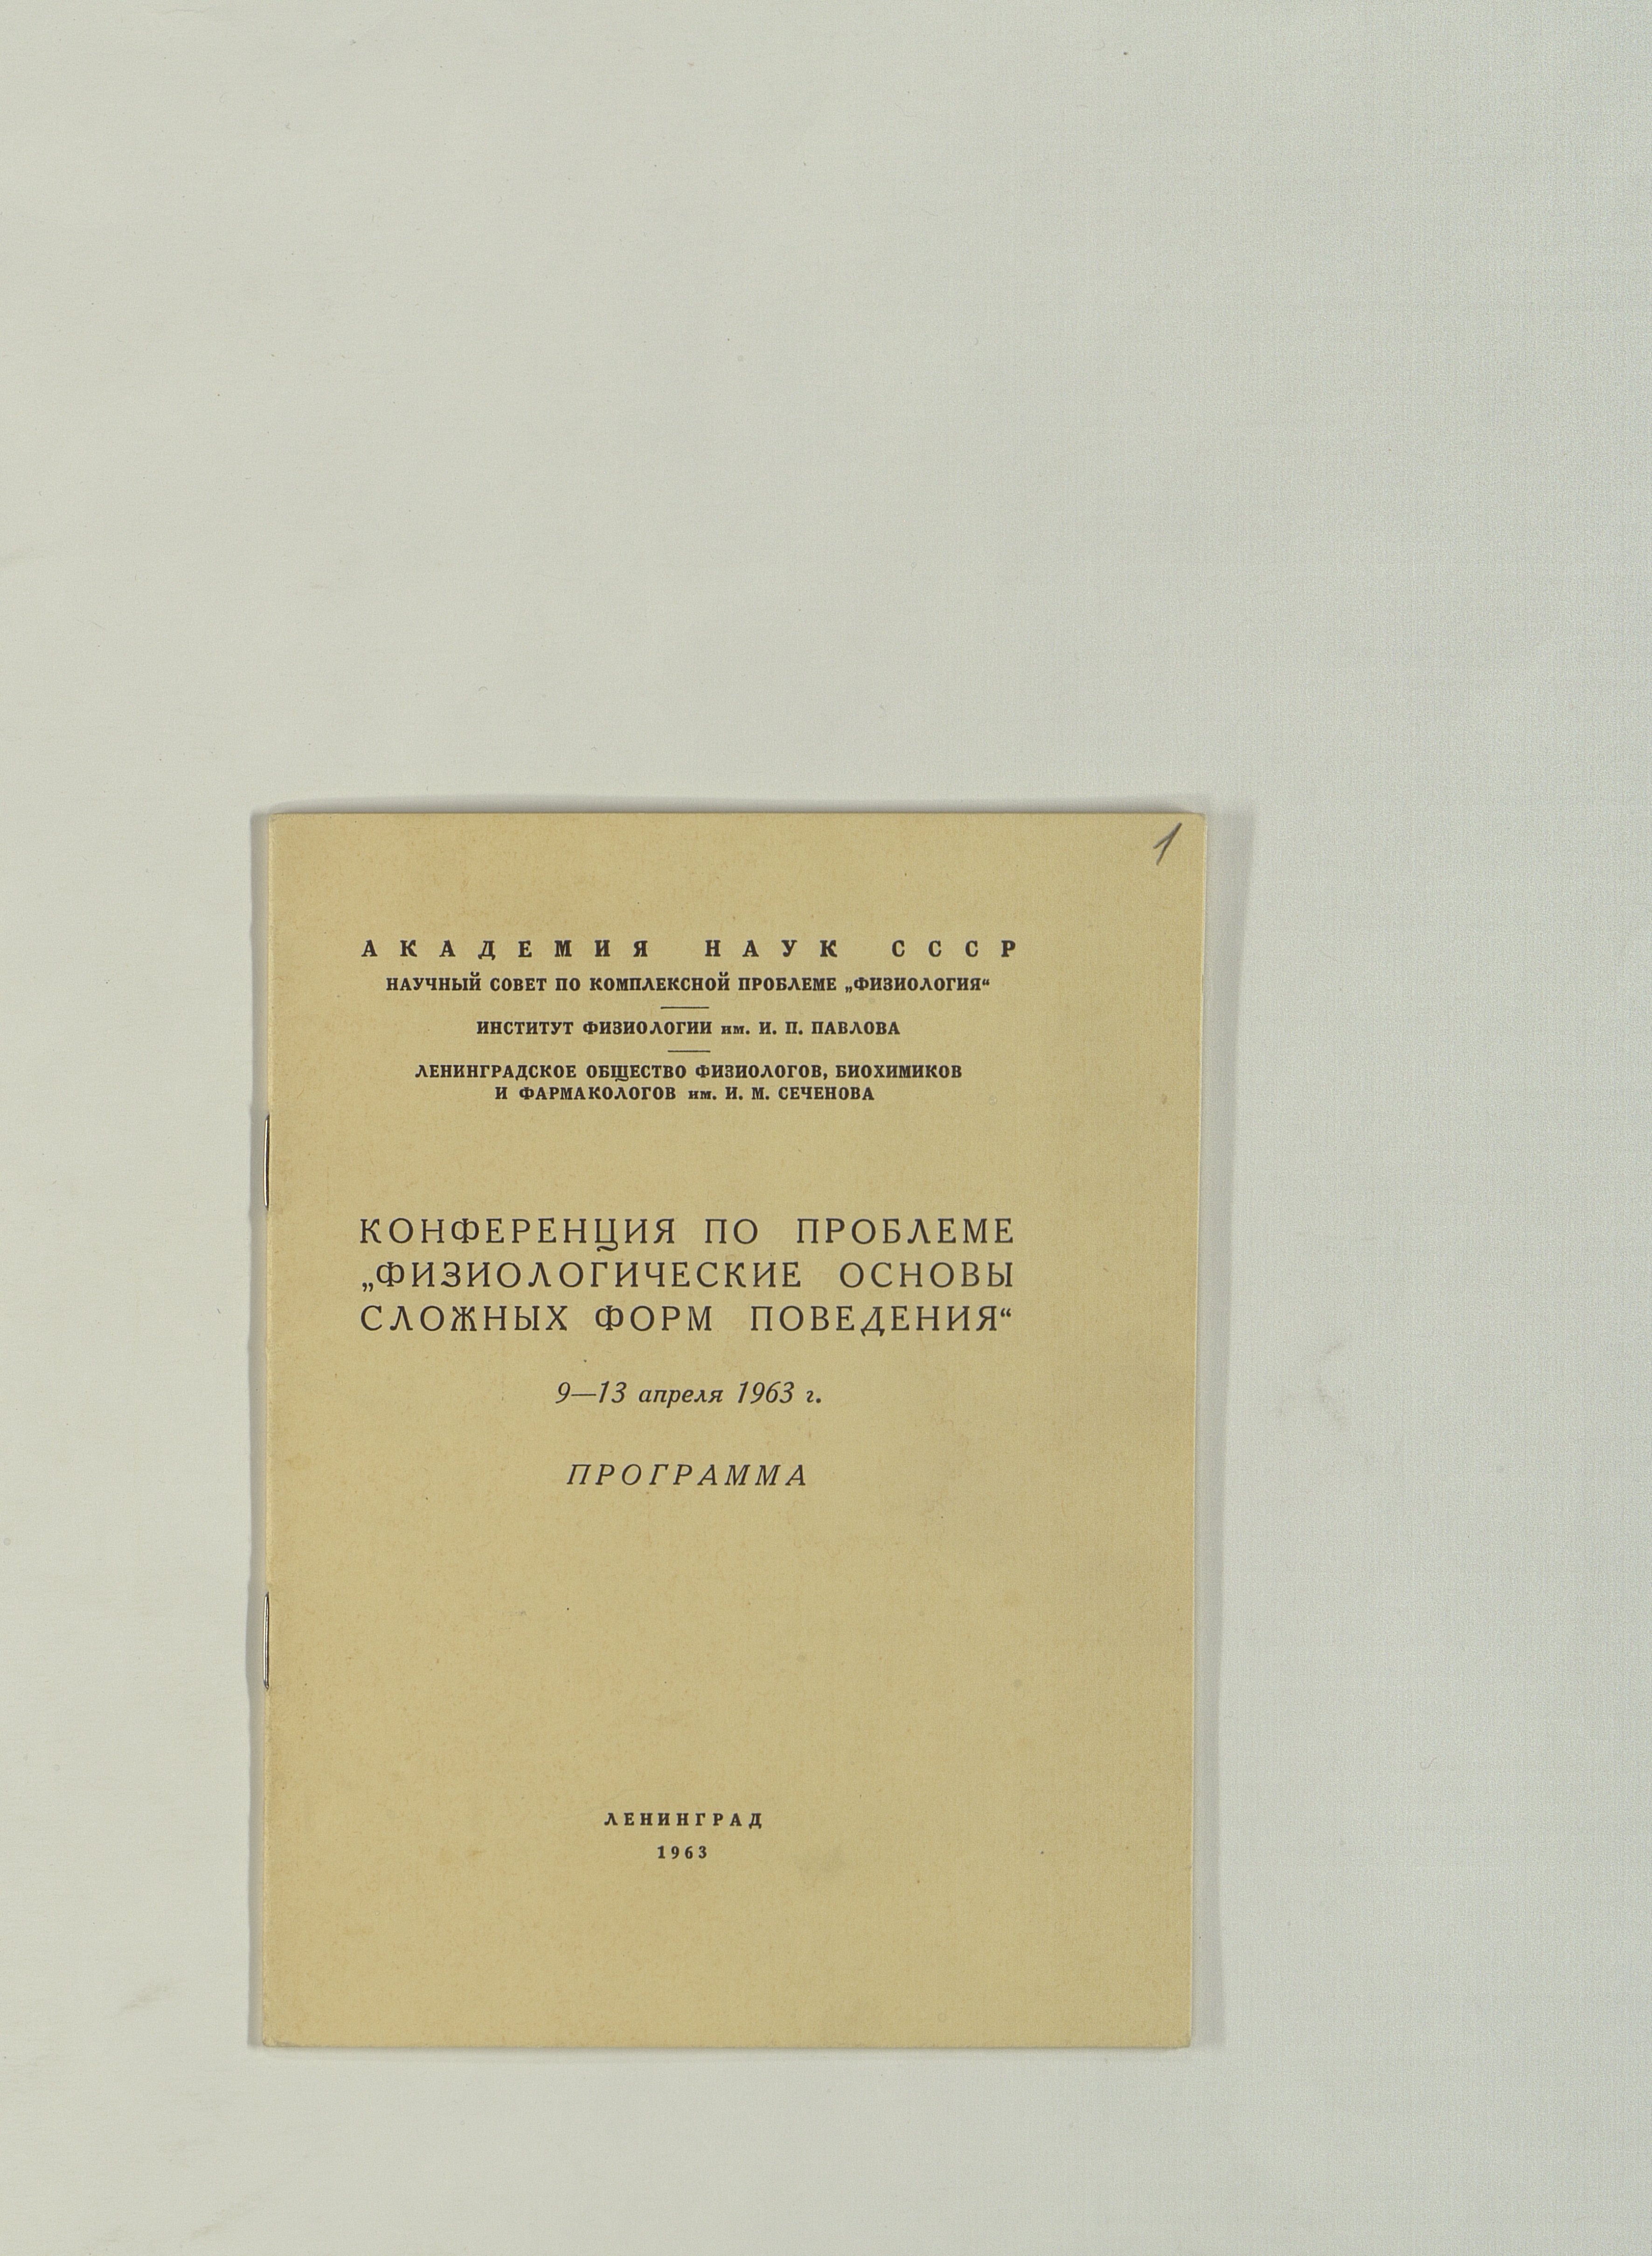 1
АКАДЕМИЯ НАУК СССР
НАУЧНЫЙ СОВЕТ ПО КОМПЛЕКСНОЙ ПРОБЛЕМЕ „ФИЗИОЛОГИЯ“
ИНСТИТУТ ФИЗИОЛОГИИ им. И. П. ПАВЛОВА
ЛЕНИНГРАДСКОЕ ОБЩЕСТВО ФИЗИОЛОГОВ, БИОХИМИКОВ
И ФАРМАКОЛОГОВ им. И. М. СЕЧЕНОВА
КОНФЕРЕНЦИЯ ПО ПРОБЛЕМЕ
„ФИЗИОЛОГИЧЕСКИЕ ОСНОВЫ
СЛОЖНЫХ ФОРМ ПОВЕДЕНИЯ“
9—13 апреля 1963 г.
ПРОГРАММА
ЛЕНИНГРАД
1963